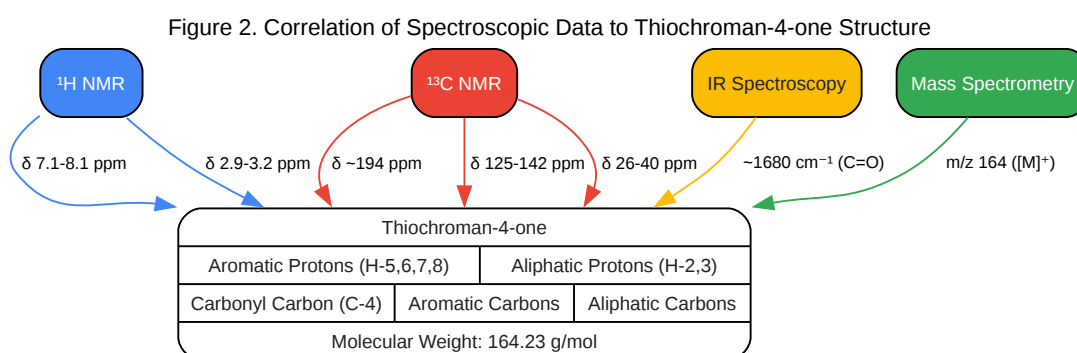 Figure 2. Correlation of Spectroscopic Data to Thiochroman-4-one Structure
¹H NMR
¹³C NMR
IR Spectroscopy
Mass Spectrometry
δ 7.1-8.1 ppm
δ 2.9-3.2 ppm
δ ~194 ppm
δ 125-142 ppm
δ 26-40 ppm
~1680 cm⁻¹ (C=O)
m/z 164 ([M]⁺)
Thiochroman-4-one
Aromatic Protons (H-5,6,7,8)
Aliphatic Protons (H-2,3)
Carbonyl Carbon (C-4)
Aromatic Carbons
Aliphatic Carbons
Molecular Weight: 164.23 g/mol